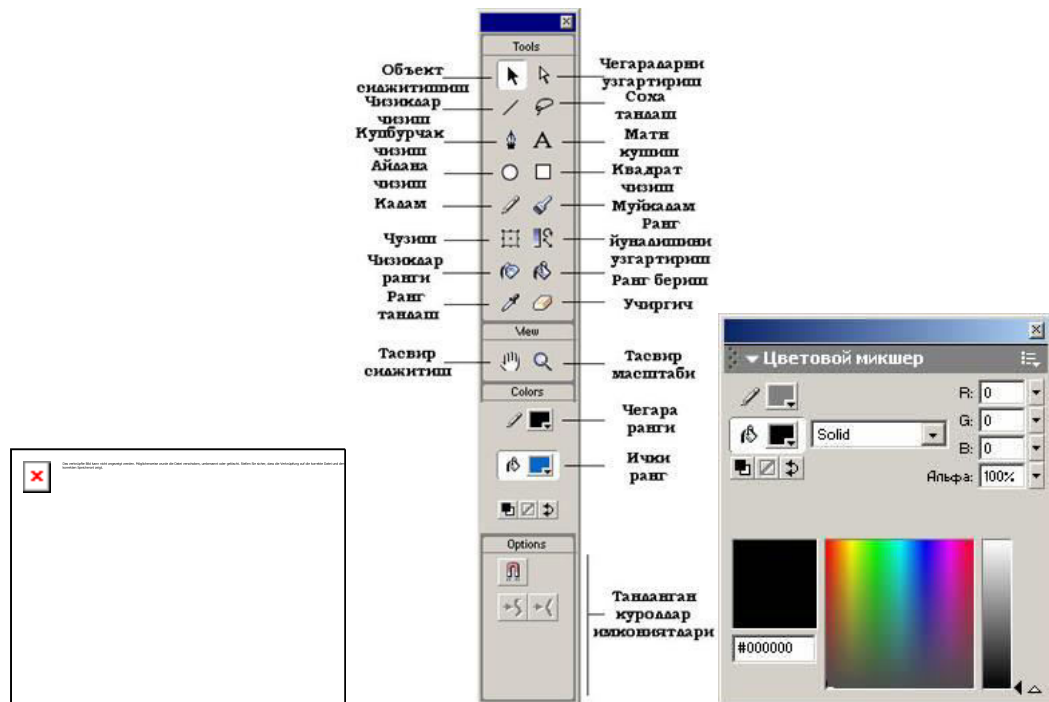 Tools
Объект
силжитишиш
Чегараларни
узгартириш
Чизиклар
чизиш
Соха
танлаш
Купбурчак
чизиш
Матн
кушиш
Айлана
чизиш
Квадрат
чизиш
Калам
Муйкалам
Чузиш
Ранг
йуналишини
узгартириш
Чизиклар
ранги
Ранг бериш
Ранг
танлаш
Учиргич
View
Тасвир
силжитиш
Тасвир
масштаби
Colors
Чегара
ранги
Ички
ранг
Options
Танланган
куроллар
имкониятлари
Цветовой микшер
R: 0
G: 0
Solid
B: 0
Альфа: 100%
#000000